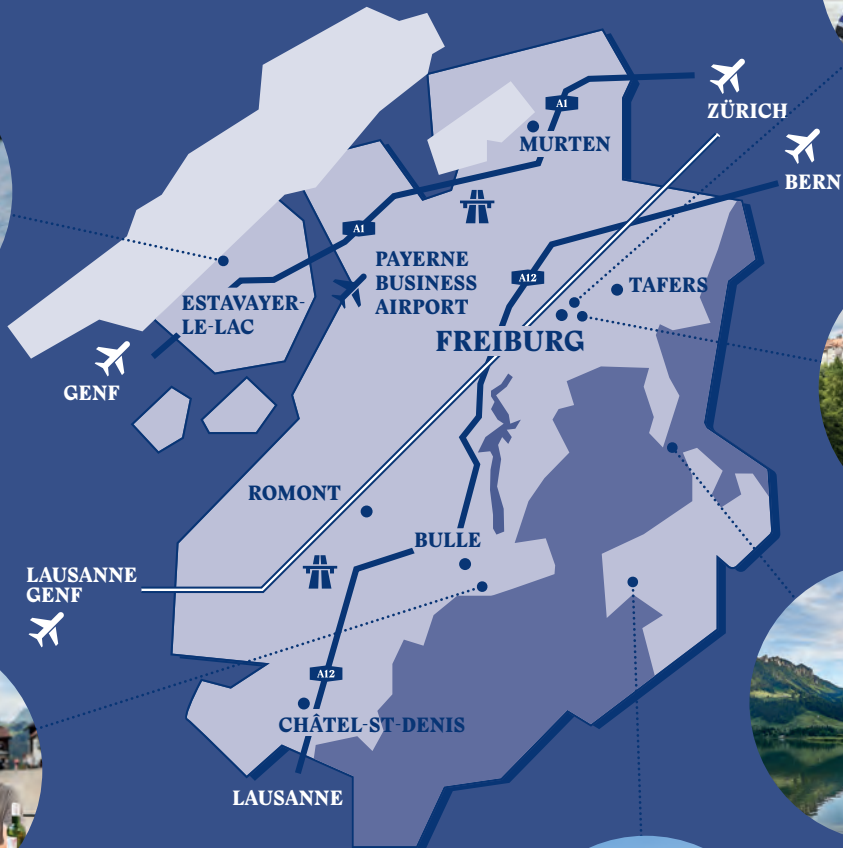 ZÜRICH
A1
MURTEN
BERN
A1
PAYERNE
BUSINESS
AIRPORT
A12
TAFERS
ESTAVAYER-
LE-LAC
FREIBURG
GENF
ROMONT
BULLE
LAUSANNE
GENF
A12
CHÂTEL-ST-DENIS
LAUSANNE